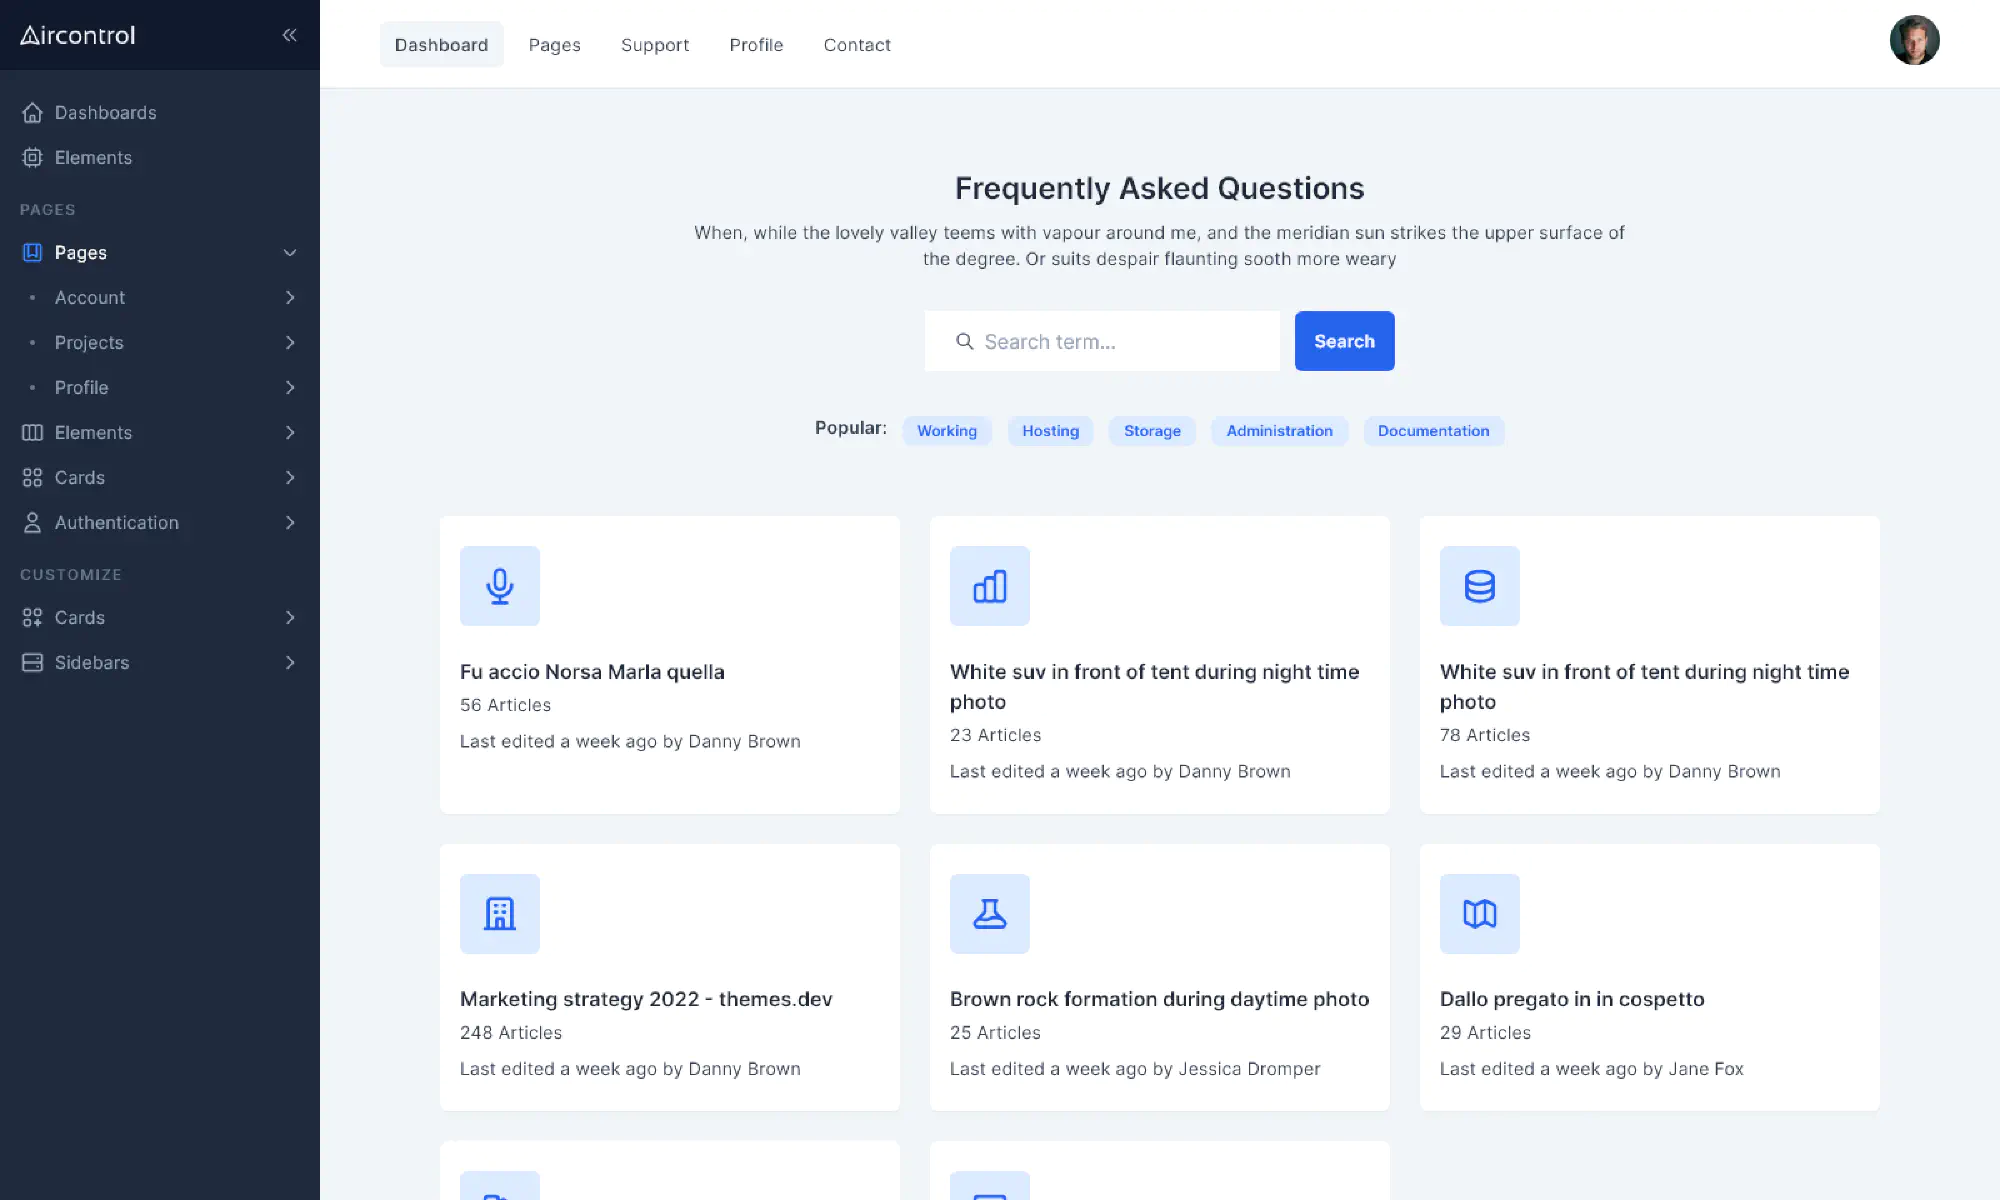 Aircontrol
Dashboards
Elements
PAGES
Pages
Account
Projects
Profile
Elements
Cards
Authentication
CUSTOMIZE
Cards
Sidebars
Dashboard
Pages
Support
Profile
Contact
Frequently Asked Questions
When, while the lovely valley teems with vapour around me, and the meridian sun strikes the upper surface of
the degree. Or suits despair flaunting sooth more weary
Search term...
Search
Popular:
Working
Hosting
Storage
Administration
Documentation
Fu accio Norsa Marla quella
56 Articles
Last edited a week ago by Danny Brown
White suv in front of tent during night time
photo
23 Articles
Last edited a week ago by Danny Brown
White suv in front of tent during night time
photo
78 Articles
Last edited a week ago by Danny Brown
Marketing strategy 2022 - themes.dev
248 Articles
Last edited a week ago by Danny Brown
Brown rock formation during daytime photo
25 Articles
Last edited a week ago by Jessica Dromper
Dallo pregato in in cospetto
29 Articles
Last edited a week ago by Jane Fox